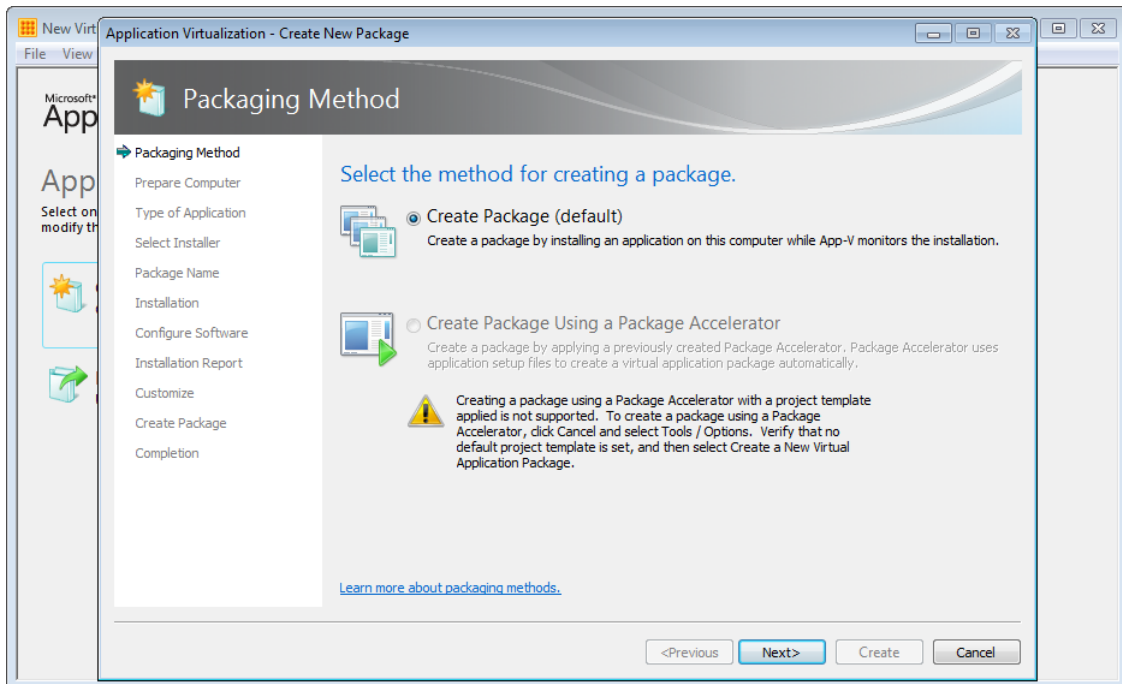 New Virt
File View
Microsoft
App
App
Select on
modify th
Application Virtualization - Create New Package
Packaging Method
Packaging Method
Prepare Computer
Type of Application
Select Installer
Package Name
Installation
Configure Software
Installation Report
Customize
Create Package
Completion
Select the method for creating a package.
Create Package (default)
Create a package by installing an application on this computer while App-V monitors the installation.
Create Package Using a Package Accelerator
Create a package by applying a previously created Package Accelerator. Package Accelerator uses
application setup files to create a virtual application package automatically.
Creating a package using a Package Accelerator with a project template
applied is not supported. To create a package using a Package
Accelerator, click Cancel and select Tools / Options. Verify that no
default project template is set, and then select Create a New Virtual
Application Package.
Learn more about packaging methods.
<Previous Next> Create Cancel